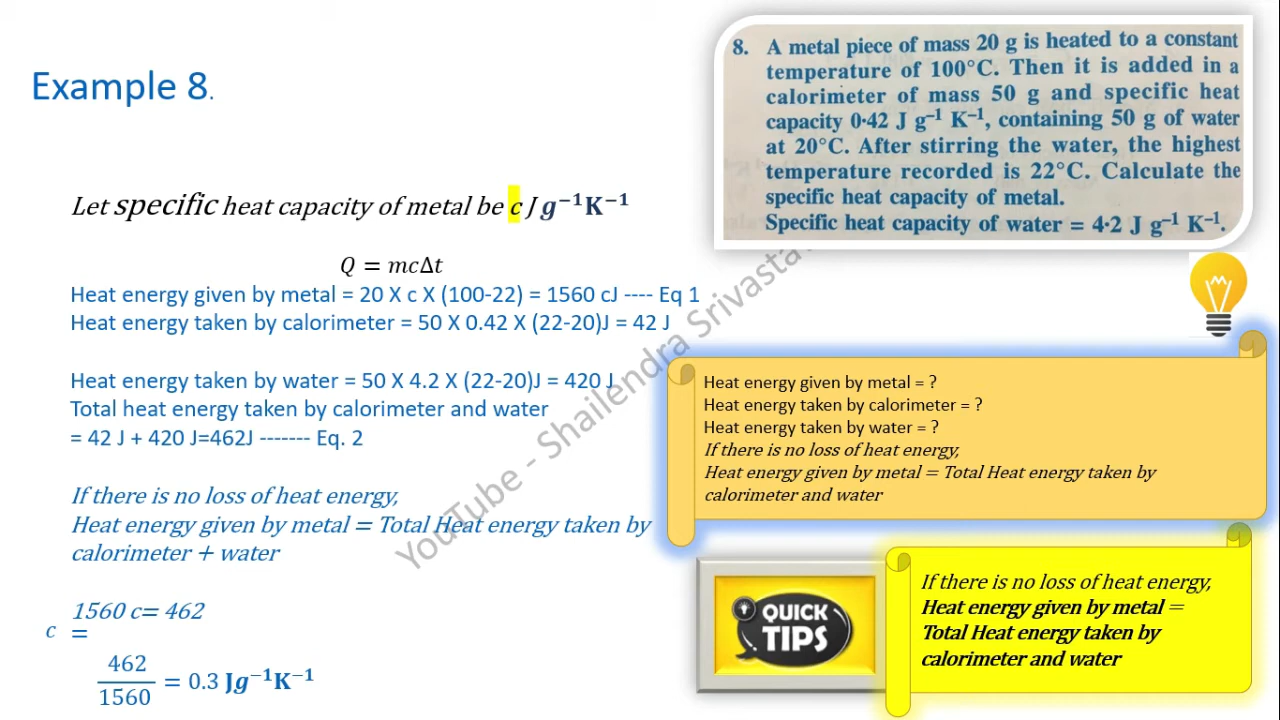 Example 8.
8. A metal piece of mass 20 g is heated to a constant
temperature of 100°C. Then it is added in a
calorimeter of mass 50 g and specific heat
capacity 0·42 J g⁻¹ K⁻¹, containing 50 g of water
at 20°C. After stirring the water, the highest
temperature recorded is 22°C. Calculate the
specific heat capacity of metal.
Specific heat capacity of water = 4·2 J g⁻¹ K⁻¹.
Let specific heat capacity of metal be c J g⁻¹K⁻¹
Q = mcΔt
Heat energy given by metal = 20 X c X (100-22) = 1560 cJ ---- Eq 1
Heat energy taken by calorimeter = 50 X 0.42 X (22-20)J = 42 J
Heat energy taken by water = 50 X 4.2 X (22-20)J = 420 J
Total heat energy taken by calorimeter and water
= 42 J + 420 J=462J ------- Eq. 2
If there is no loss of heat energy,
Heat energy given by metal = Total Heat energy taken by
calorimeter + water
1560 c= 462
c =
462
1560
= 0.3 Jg⁻¹K⁻¹
Heat energy given by metal = ?
Heat energy taken by calorimeter = ?
Heat energy taken by water = ?
If there is no loss of heat energy,
Heat energy given by metal = Total Heat energy taken by
calorimeter and water
QUICK
TIPS
If there is no loss of heat energy,
Heat energy given by metal =
Total Heat energy taken by
calorimeter and water
YouTube - Shailendra Srivasta